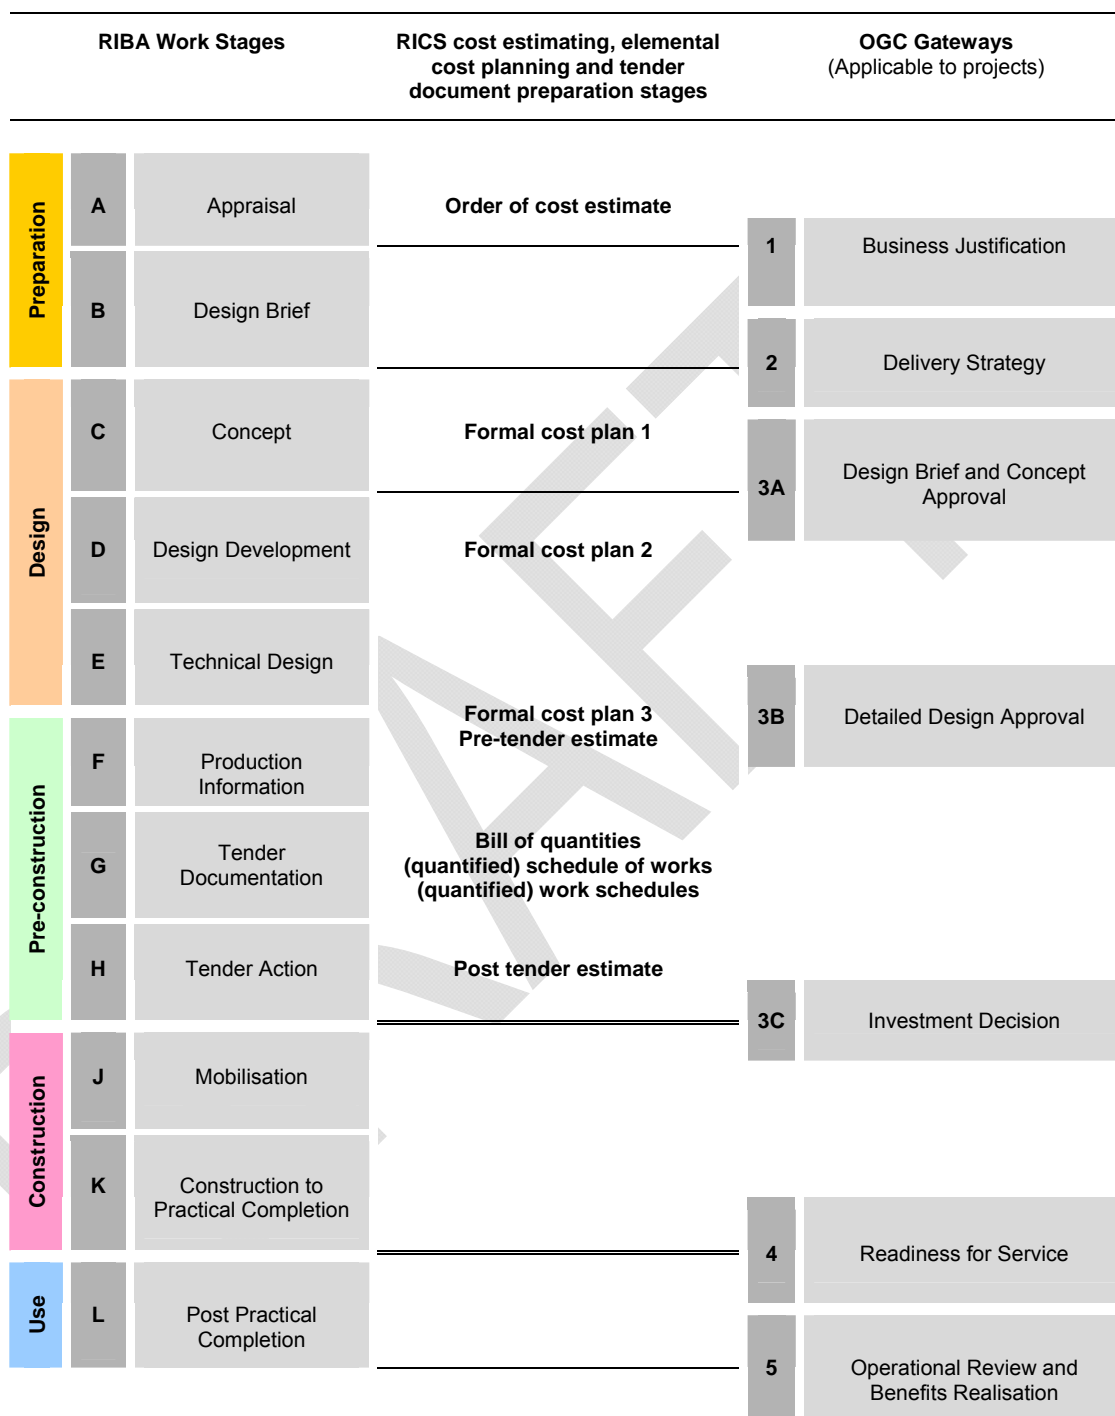 RIBA Work Stages
RICS cost estimating, elemental
cost planning and tender
document preparation stages
OGC Gateways
(Applicable to projects)
Preparation
A
Appraisal
Order of cost estimate
1
Business Justification
B
Design Brief
2
Delivery Strategy
Design
C
Concept
Formal cost plan 1
3A
Design Brief and Concept
Approval
D
Design Development
Formal cost plan 2
E
Technical Design
Formal cost plan 3
Pre-tender estimate
3B
Detailed Design Approval
Pre-construction
F
Production
Information
G
Tender
Documentation
Bill of quantities
(quantified) schedule of works
(quantified) work schedules
H
Tender Action
Post tender estimate
3C
Investment Decision
Construction
J
Mobilisation
K
Construction to
Practical Completion
4
Readiness for Service
Use
L
Post Practical
Completion
5
Operational Review and
Benefits Realisation
DRAFT